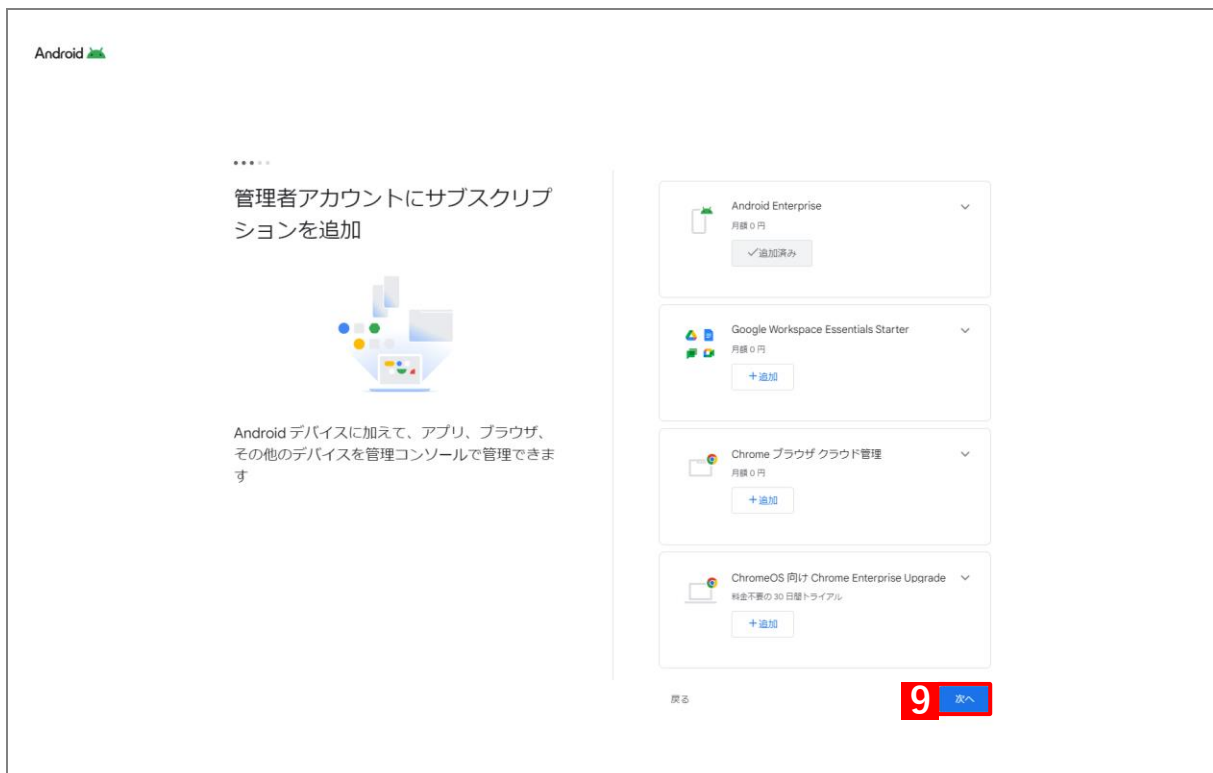 Android
管理者アカウントにサブスクリプ
ションを追加
Android デバイスに加えて、アプリ、ブラウザ、
その他のデバイスを管理コンソールで管理できま
す
Android Enterprise
月額 0 円
✓追加済み
Google Workspace Essentials Starter
月額 0 円
+追加
Chrome ブラウザ クラウド管理
月額 0 円
+追加
ChromeOS 向け Chrome Enterprise Upgrade
料金不要の 30 日間トライアル
+追加
戻る
9
次へ